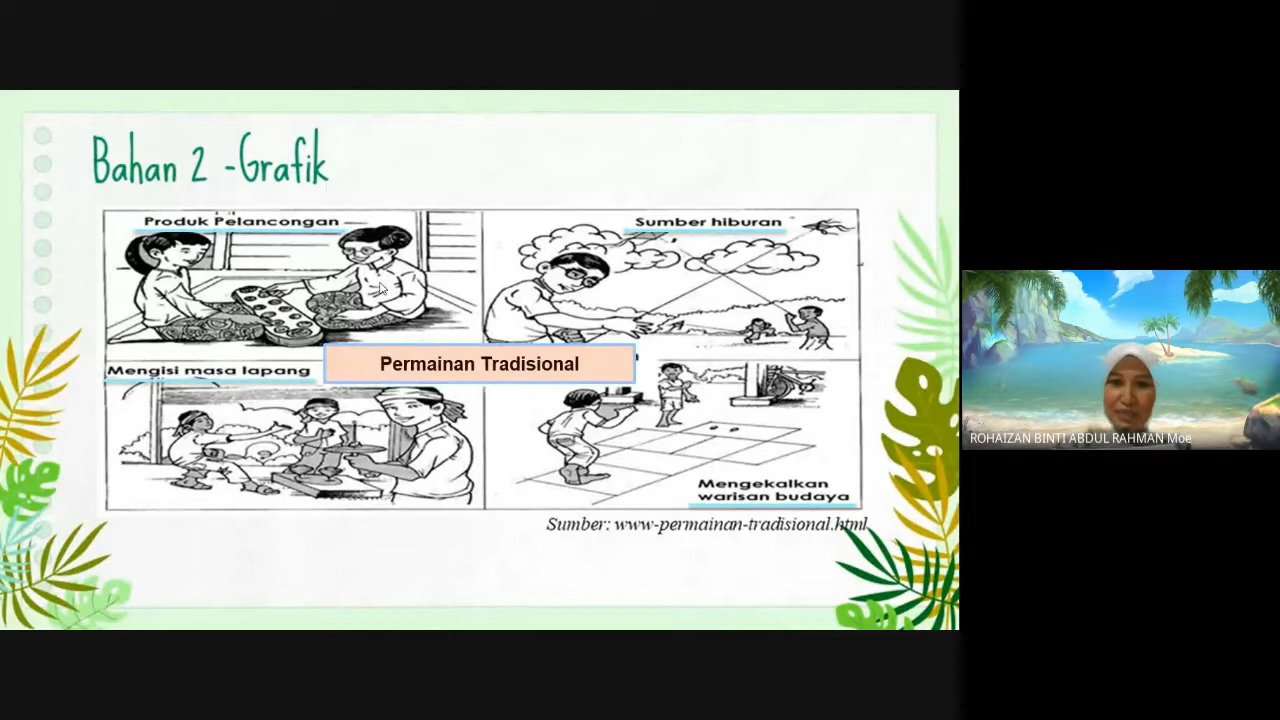 Bahan 2 -Grafik
Produk Pelancongan
Sumber hiburan
Permainan Tradisional
Mengisi masa lapang
Mengekalkan
warisan budaya
Sumber: www-permainan-tradisional.html
ROHAIZAN BINTI ABDUL RAHMAN Moe